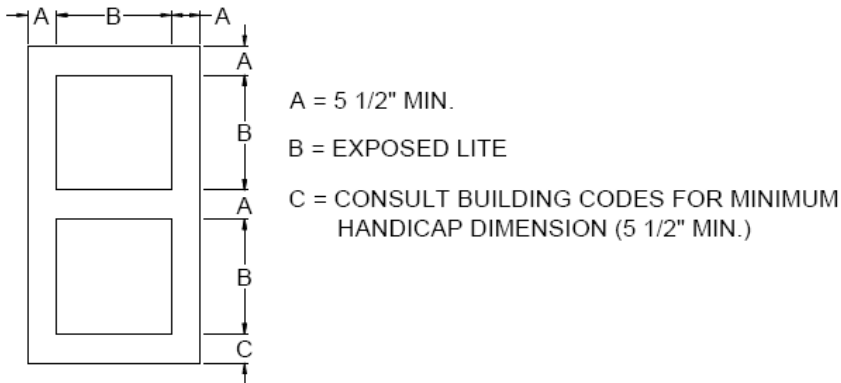 A B A
A
B
A
B
C
A = 5 1/2" MIN.
B = EXPOSED LITE
C = CONSULT BUILDING CODES FOR MINIMUM
HANDICAP DIMENSION (5 1/2" MIN.)